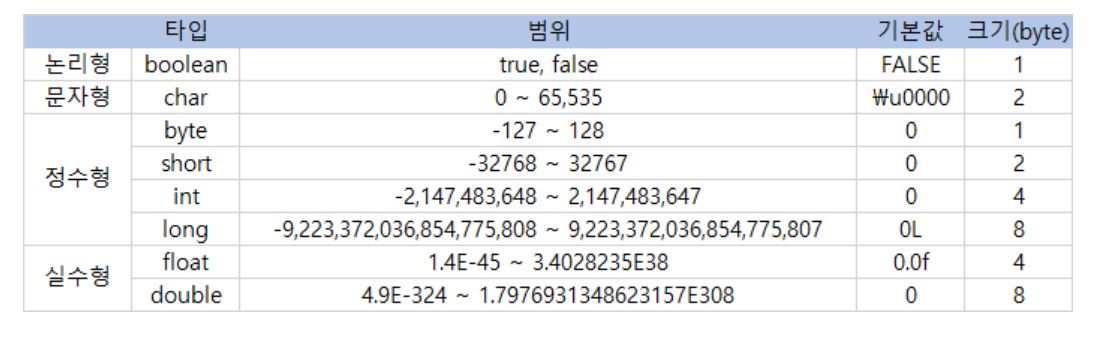 타입 범위 기본값 크기(byte)
논리형 boolean true, false FALSE 1
문자형 char 0 ~ 65,535 ₩u0000 2
정수형 byte -127 ~ 128 0 1
short -32768 ~ 32767 0 2
int -2,147,483,648 ~ 2,147,483,647 0 4
long -9,223,372,036,854,775,808 ~ 9,223,372,036,854,775,807 0L 8
실수형 float 1.4E-45 ~ 3.4028235E38 0.0f 4
double 4.9E-324 ~ 1.7976931348623157E308 0 8